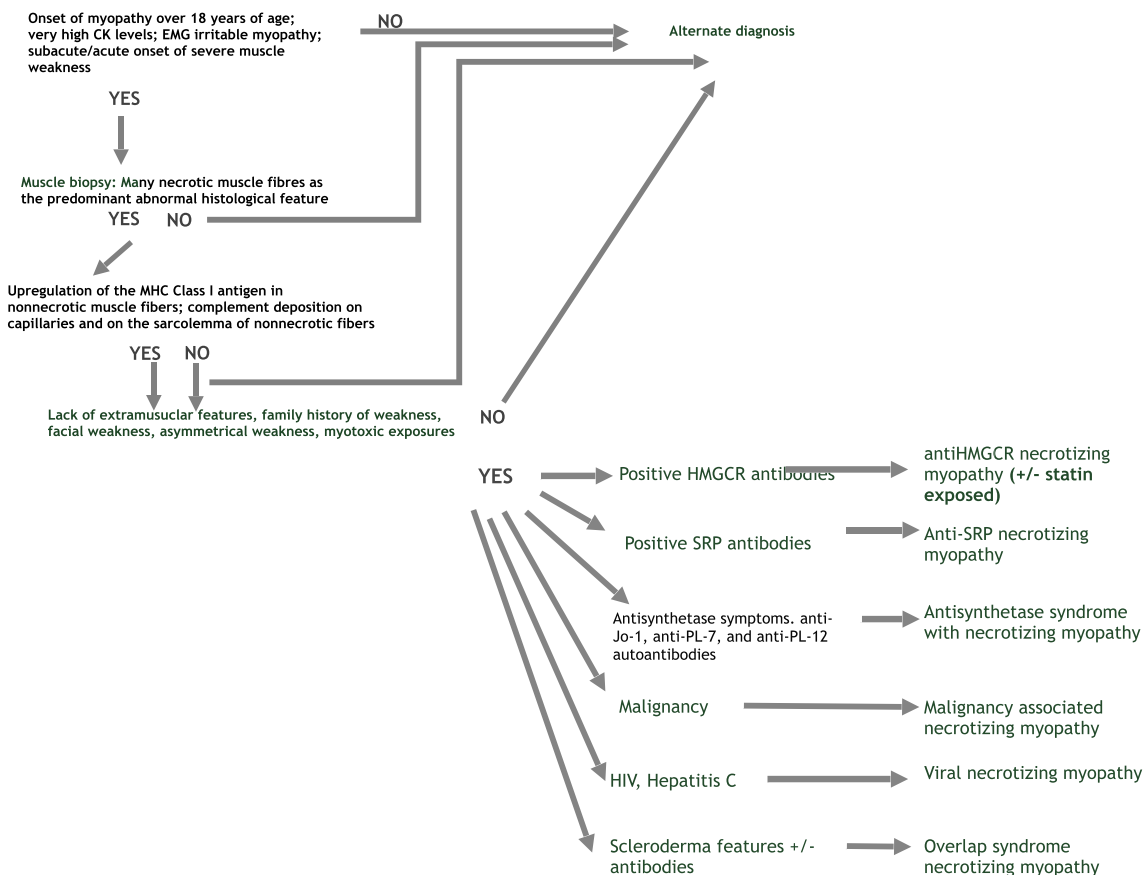 Onset of myopathy over 18 years of age;
very high CK levels; EMG irritable myopathy;
subacute/acute onset of severe muscle
weakness
NO
Alternate diagnosis
YES
Muscle biopsy: Many necrotic muscle fibres as
the predominant abnormal histological feature
YES
NO
Upregulation of the MHC Class I antigen in
nonnecrotic muscle fibers; complement deposition on
capillaries and on the sarcolemma of nonnecrotic fibers
YES
NO
Lack of extramusuclar features, family history of weakness,
facial weakness, asymmetrical weakness, myotoxic exposures
NO
YES
Positive HMGCR antibodies
antiHMGCR necrotizing
myopathy (+/- statin
exposed)
Positive SRP antibodies
Anti-SRP necrotizing
myopathy
Antisynthetase symptoms. anti-
Jo-1, anti-PL-7, and anti-PL-12
autoantibodies
Antisynthetase syndrome
with necrotizing myopathy
Malignancy
Malignancy associated
necrotizing myopathy
HIV, Hepatitis C
Viral necrotizing myopathy
Scleroderma features +/-
antibodies
Overlap syndrome
necrotizing myopathy